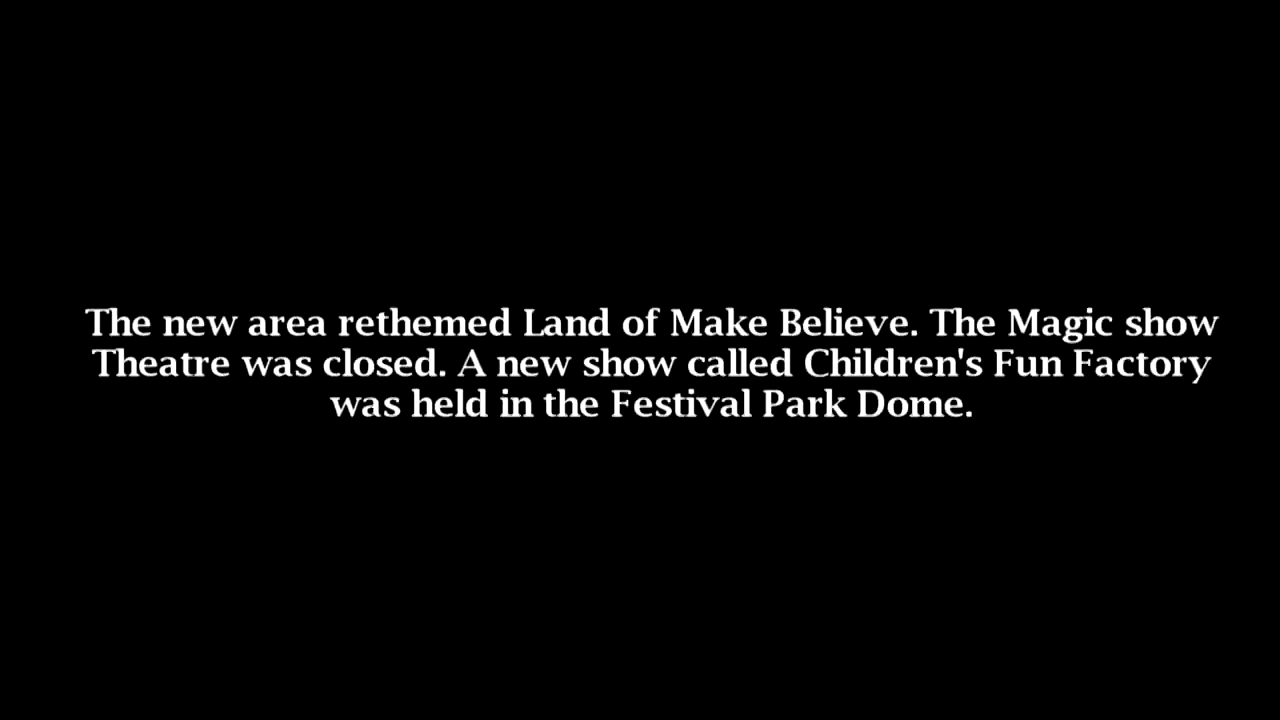 The new area rethemed Land of Make Believe. The Magic show
Theatre was closed. A new show called Children's Fun Factory
was held in the Festival Park Dome.